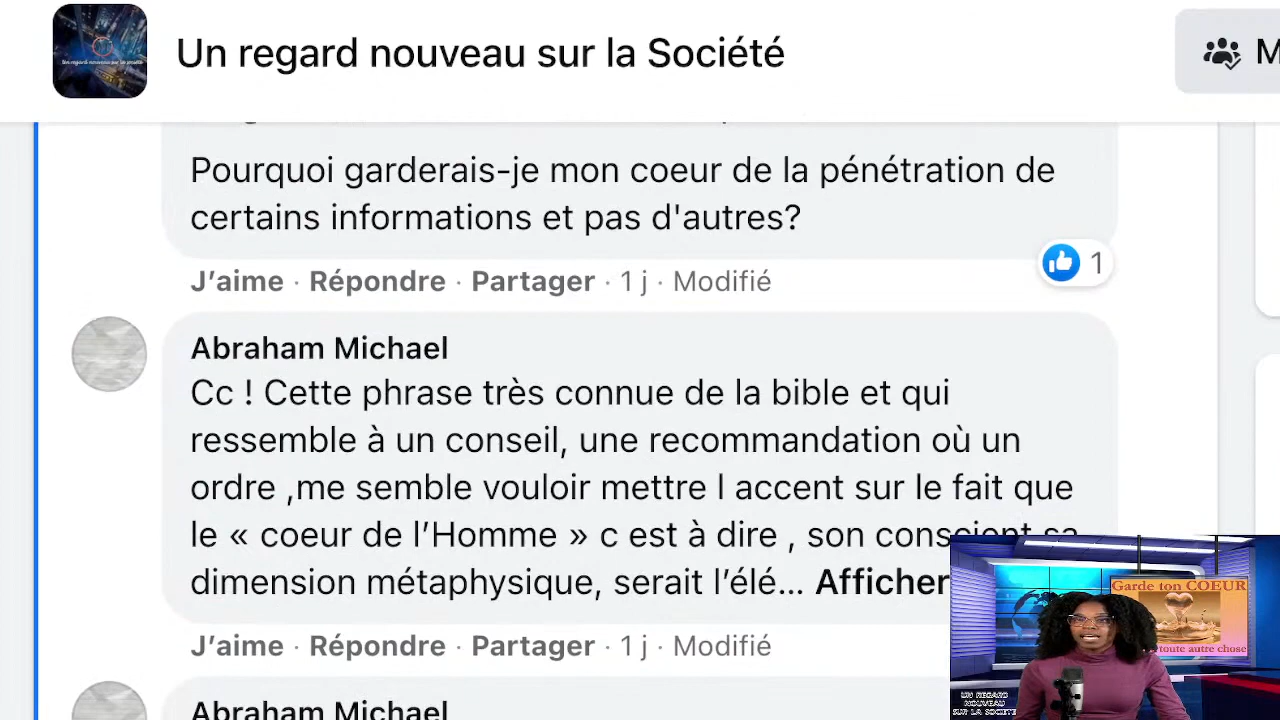 Un regard nouveau sur la Société
M
Pourquoi garderais-je mon coeur de la pénétration de
certains informations et pas d'autres?
J’aime · Répondre · Partager · 1 j · Modifié
1
Abraham Michael
Cc ! Cette phrase très connue de la bible et qui
ressemble à un conseil, une recommandation où un
ordre ,me semble vouloir mettre l accent sur le fait que
le « coeur de l’Homme » c est à dire , son conscient sa
dimension métaphysique, serait l’élé... Afficher
J’aime · Répondre · Partager · 1 j · Modifié
Abraham Michael
Garde ton COEUR
toute autre chose
UN REGARD
NOUVEAU
SUR LA SOCIETE